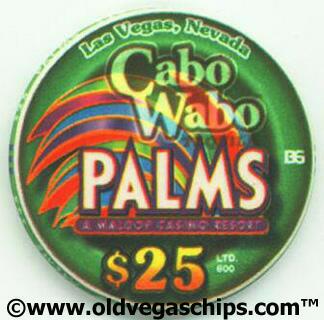 Las Vegas, Nevada
Cabo
Wabo
PALMS
A MALOOF CASINO RESORT
$25
LTD.
600
©www.oldvegaschips.com™